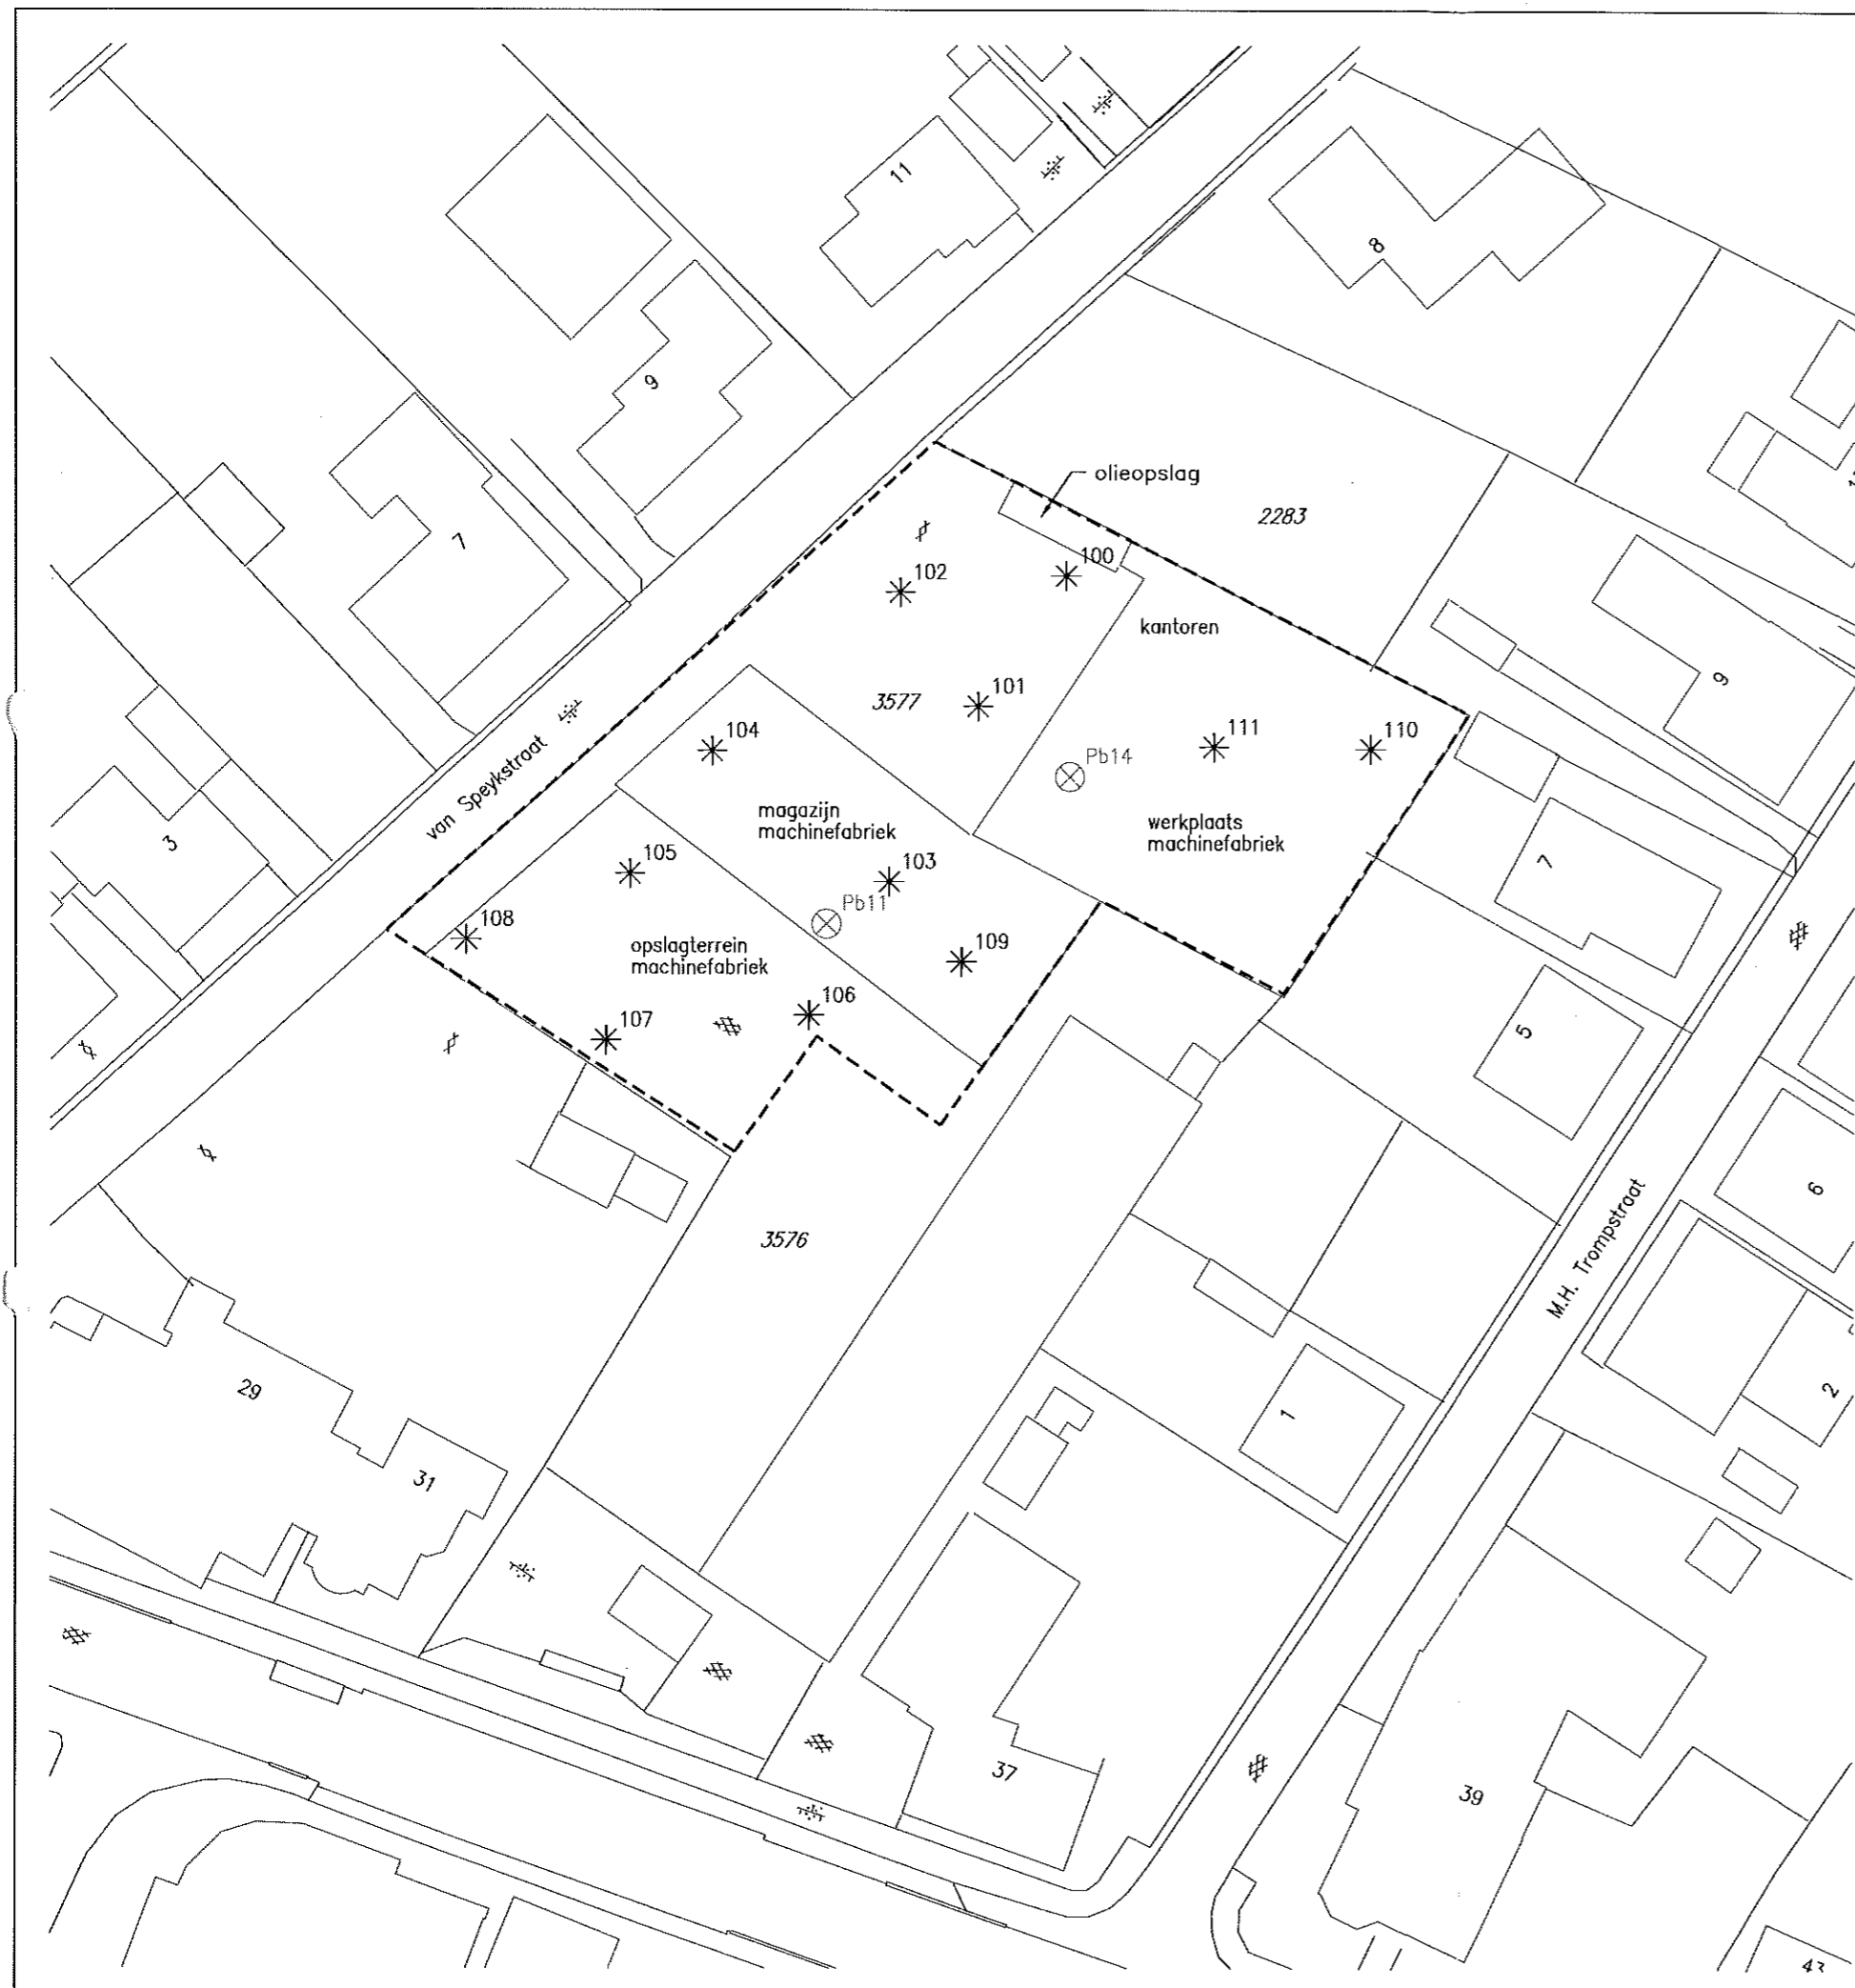 11
8
9
olieopslag
2283
7
100
102
kantoren
9
3577
101
104
111
110
van Speykstraat
Pb14
magazijn
machinefabriek
werkplaats
machinefabriek
3
7
105
103
Pb11
108
opslagterrein
machinefabriek
109
106
107
5
6
3576
M.H. Trompstraat
29
2
1
31
37
39
43